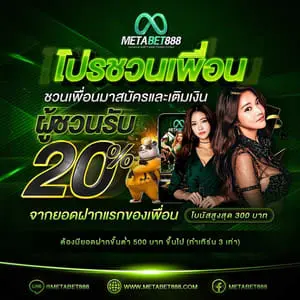 METABET888
โปรชวนเพื่อน
ชวนเพื่อนมาสมัครและเติมเงิน
ผู้ชวนรับ
20%
จากยอดฝากแรกของเพื่อน
โบนัสสูงสุด 300 บาท
ต้องมียอดฝากขั้นต่ำ 500 บาท ขึ้นไป (ทำเทิร์น 3 เท่า)
LINE @METABET888
WWW.METABET888.COM
METABET888